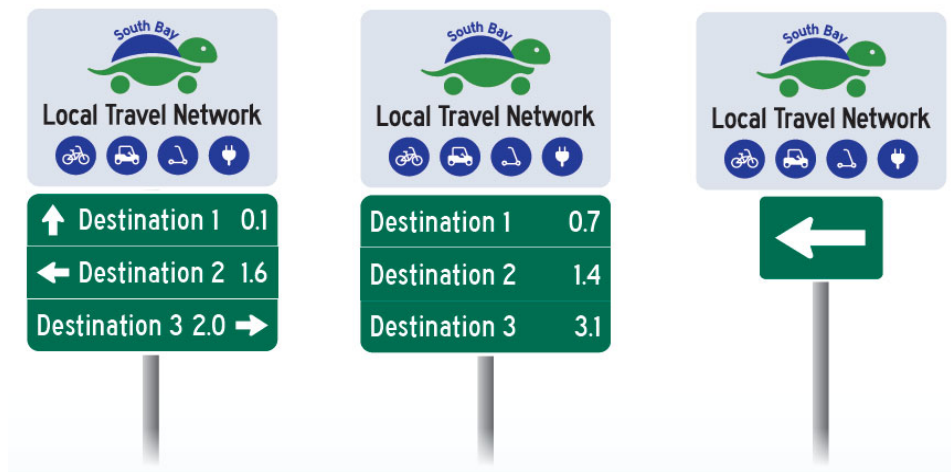 South Bay
Local Travel Network
Destination 1 0.1
Destination 2 1.6
Destination 3 2.0
South Bay
Local Travel Network
Destination 1 0.7
Destination 2 1.4
Destination 3 3.1
South Bay
Local Travel Network